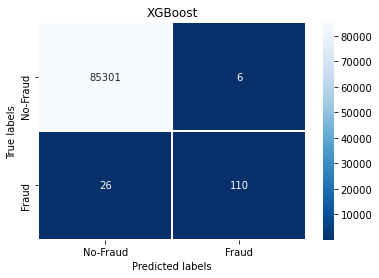 XGBoost
True labels
No-Fraud
Fraud
85301
6
26
110
No-Fraud
Fraud
Predicted labels
80000
70000
60000
50000
40000
30000
20000
10000